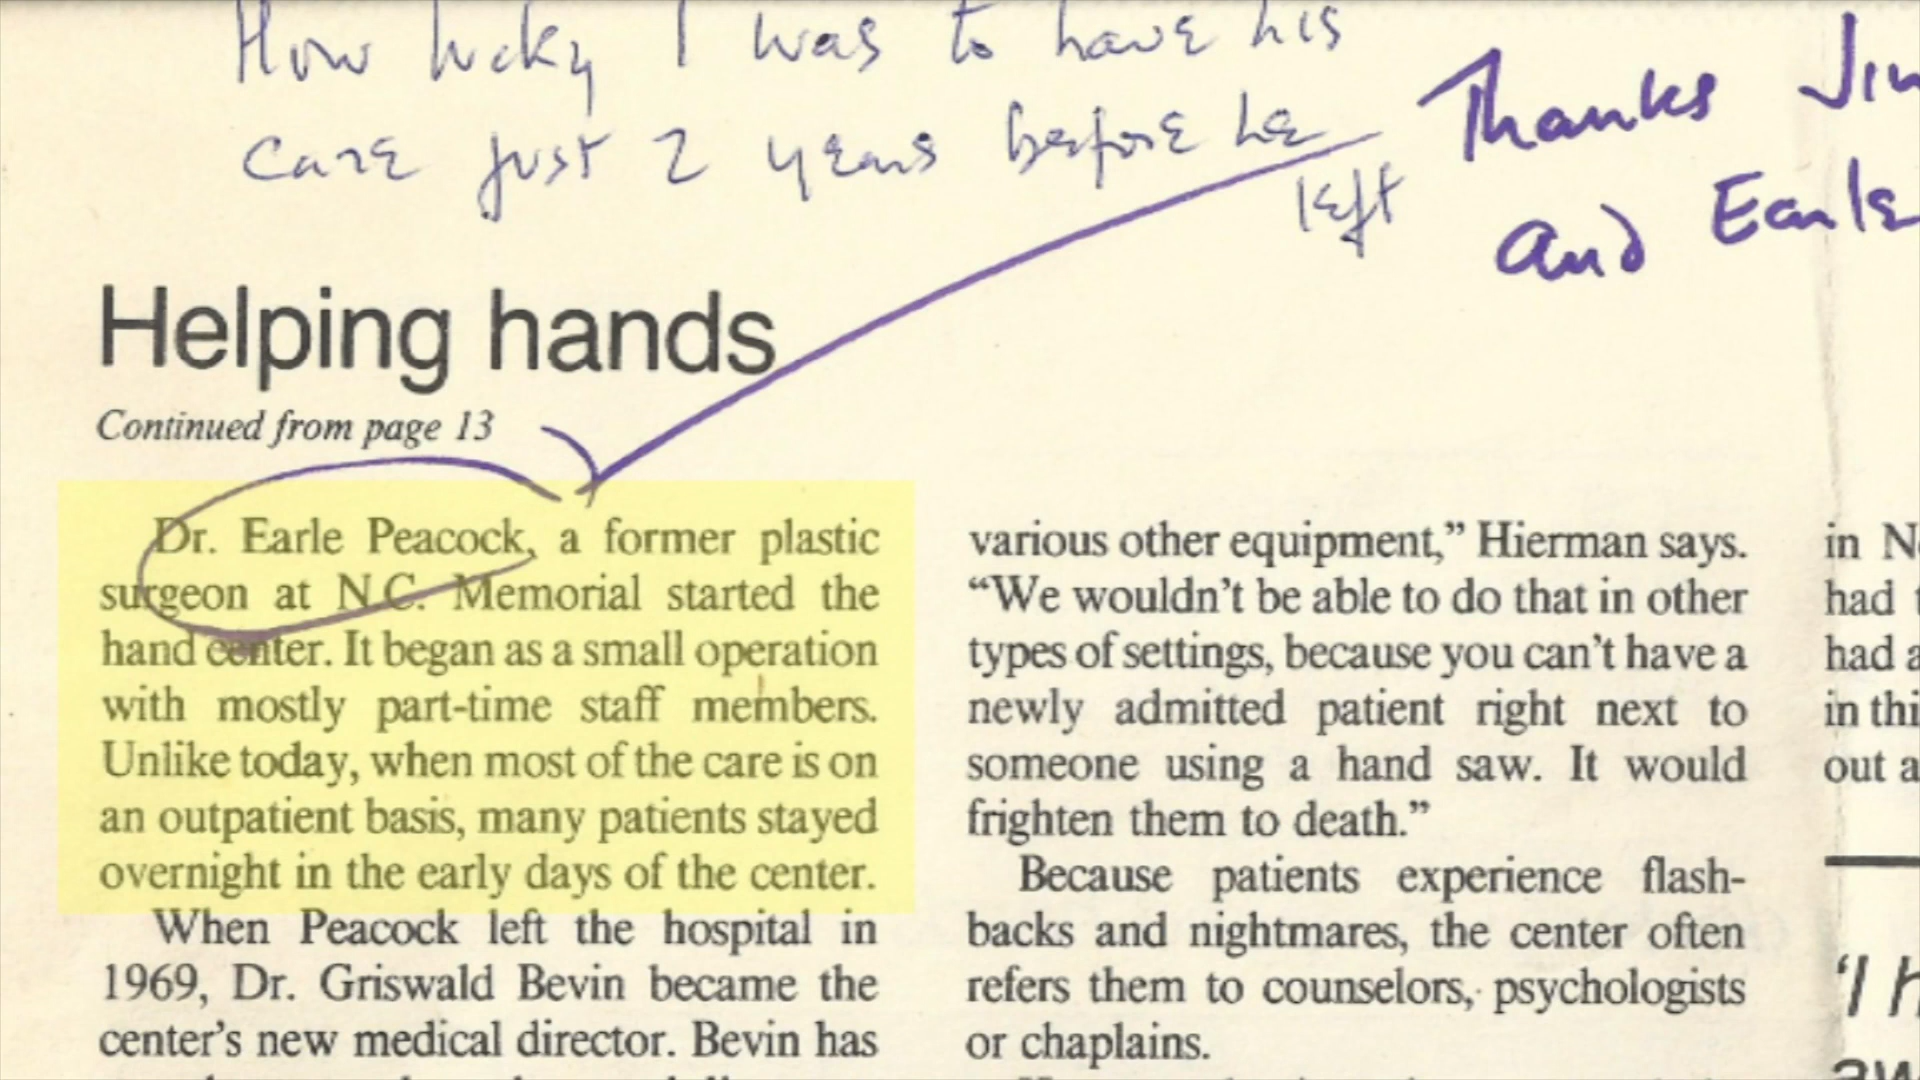 How lucky I was to have his
care just 2 years before he
left
Thanks
and Earle
Helping hands
Continued from page 13
Dr. Earle Peacock, a former plastic
surgeon at N.C. Memorial started the
hand center. It began as a small operation
with mostly part-time staff members.
Unlike today, when most of the care is on
an outpatient basis, many patients stayed
overnight in the early days of the center.
When Peacock left the hospital in
1969, Dr. Griswald Bevin became the
center's new medical director. Bevin has
various other equipment,” Hierman says.
“We wouldn't be able to do that in other
types of settings, because you can't have a
newly admitted patient right next to
someone using a hand saw. It would
frighten them to death.”
Because patients experience flash-
backs and nightmares, the center often
refers them to counselors, psychologists
or chaplains.
in
had
had
in
out
‘I